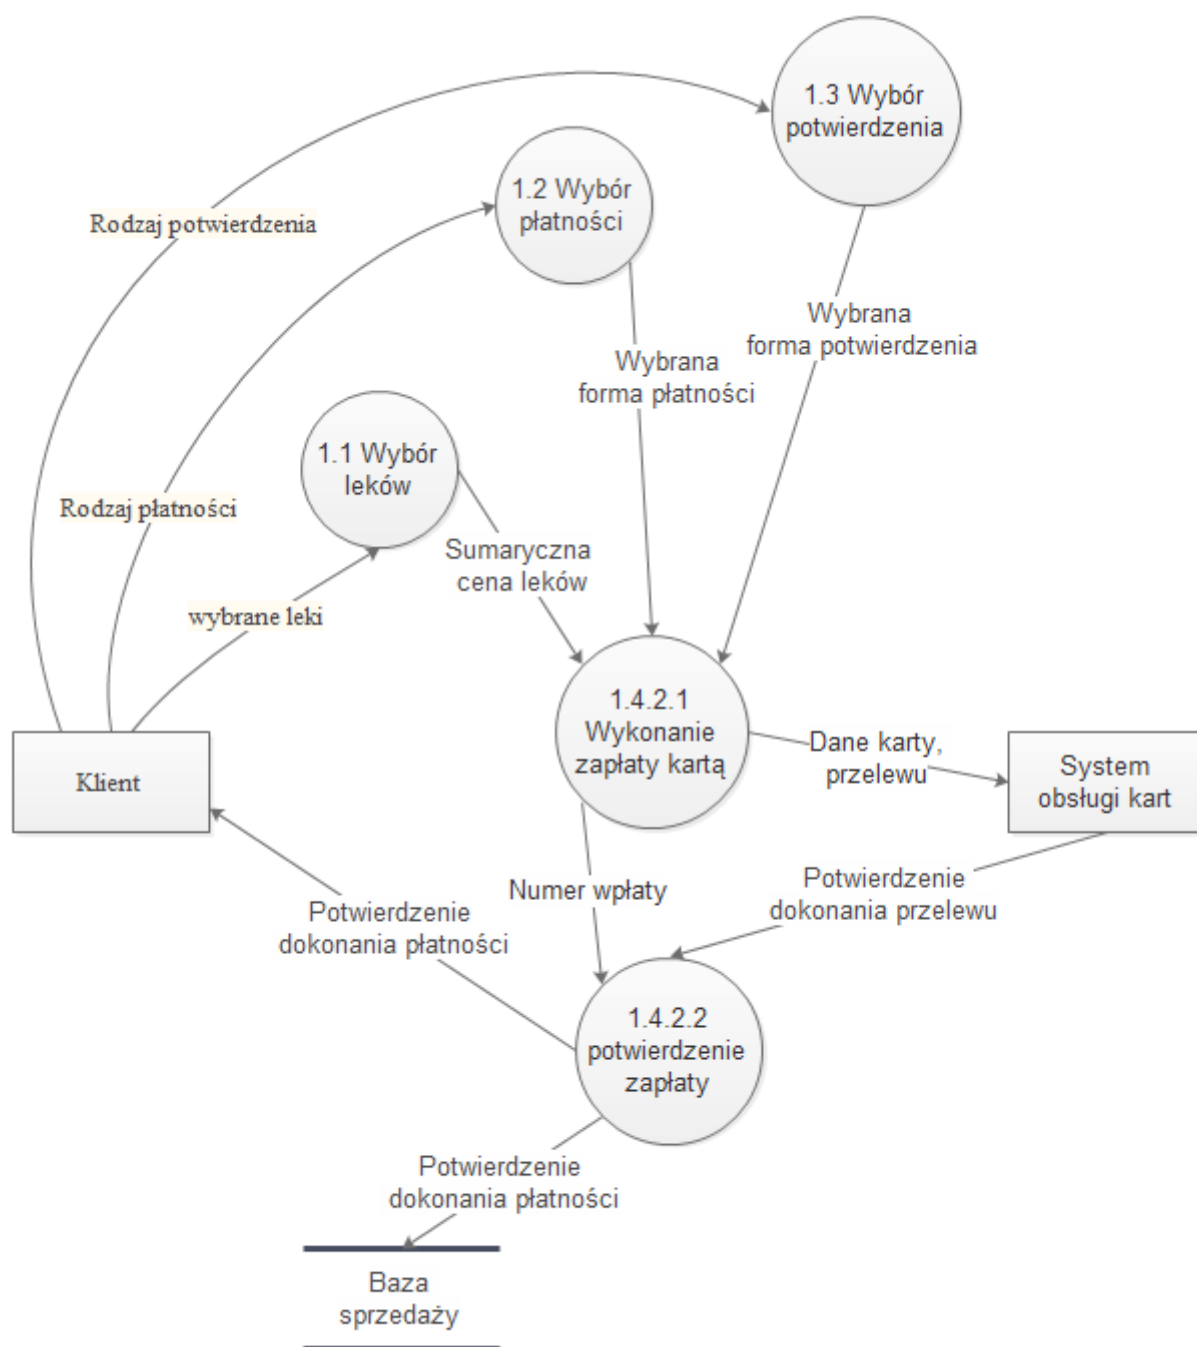 1.3 Wybór
potwierdzenia
1.2 Wybór
płatności
Rodzaj potwierdzenia
Wybrana
forma potwierdzenia
Wybrana
forma płatności
1.1 Wybór
leków
Rodzaj płatności
Sumaryczna
cena leków
wybrane leki
1.4.2.1
Wykonanie
zapłaty kartą
Dane karty,
przelewu
System
obsługi kart
Klient
Numer wpłaty
Potwierdzenie
dokonania przelewu
Potwierdzenie
dokonania płatności
1.4.2.2
potwierdzenie
zapłaty
Potwierdzenie
dokonania płatności
Baza
sprzedaży